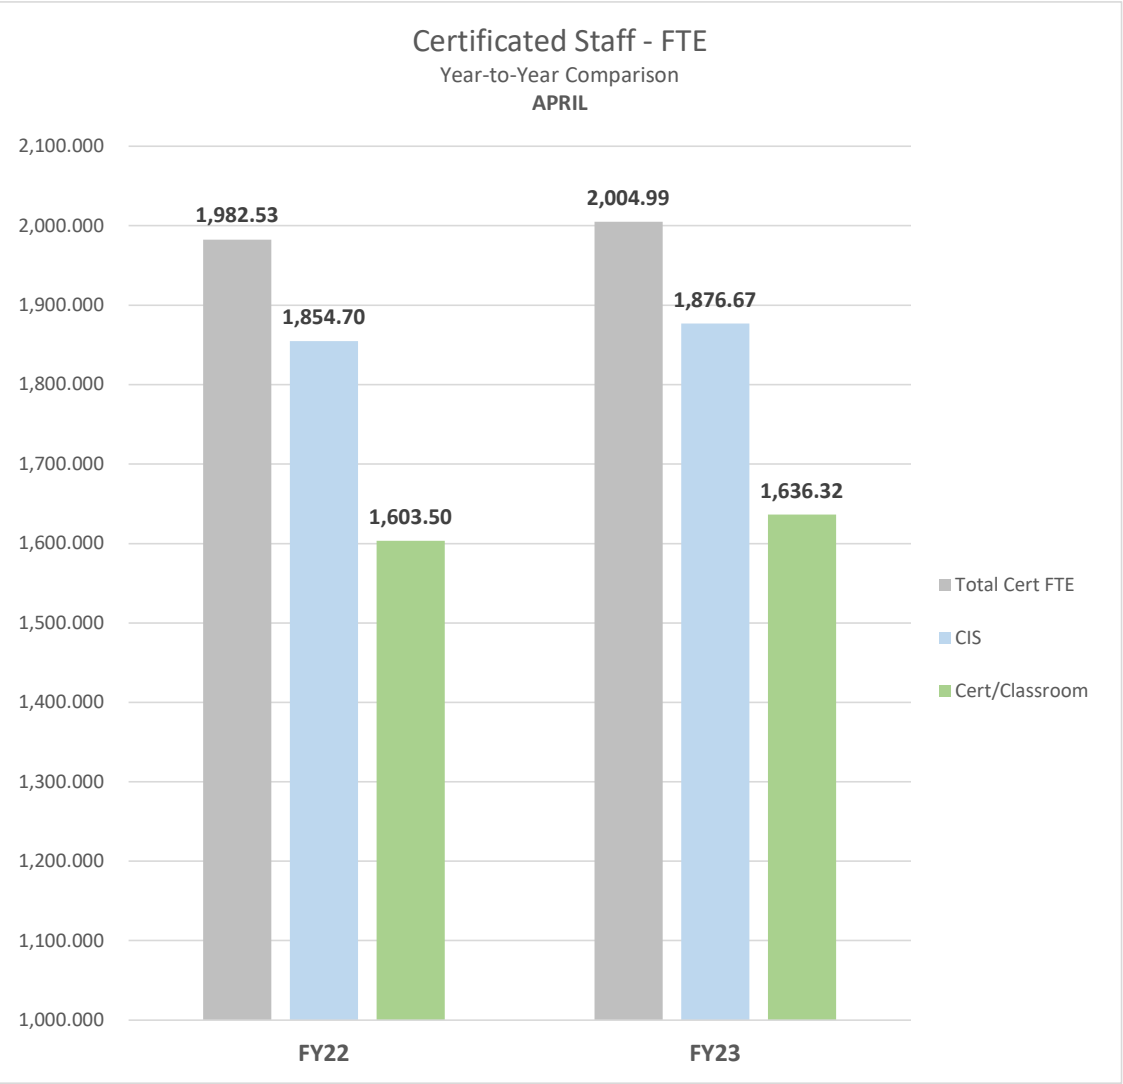 Certificated Staff - FTE
Year-to-Year Comparison
APRIL
2,100.000
2,000.000
1,900.000
1,800.000
1,700.000
1,600.000
1,500.000
1,400.000
1,300.000
1,200.000
1,100.000
1,000.000
1,982.53
1,854.70
1,603.50
2,004.99
1,876.67
1,636.32
FY22
FY23
Total Cert FTE
CIS
Cert/Classroom